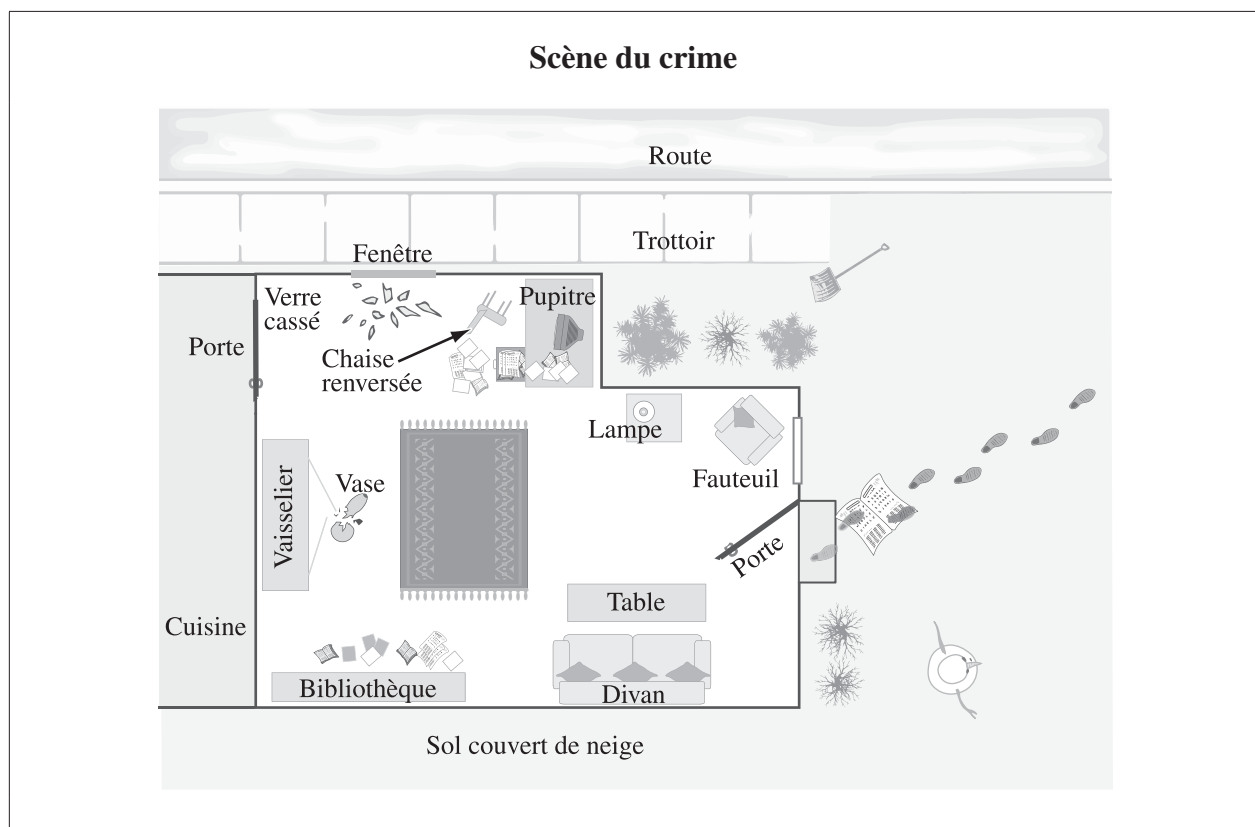 Scène du crime
Route
Trottoir
Fenêtre
Verre
cassé
Pupitre
Porte
Chaise
renversée
Lampe
Fauteuil
Vaisselier
Vase
Porte
Table
Cuisine
Bibliothèque
Divan
Sol couvert de neige